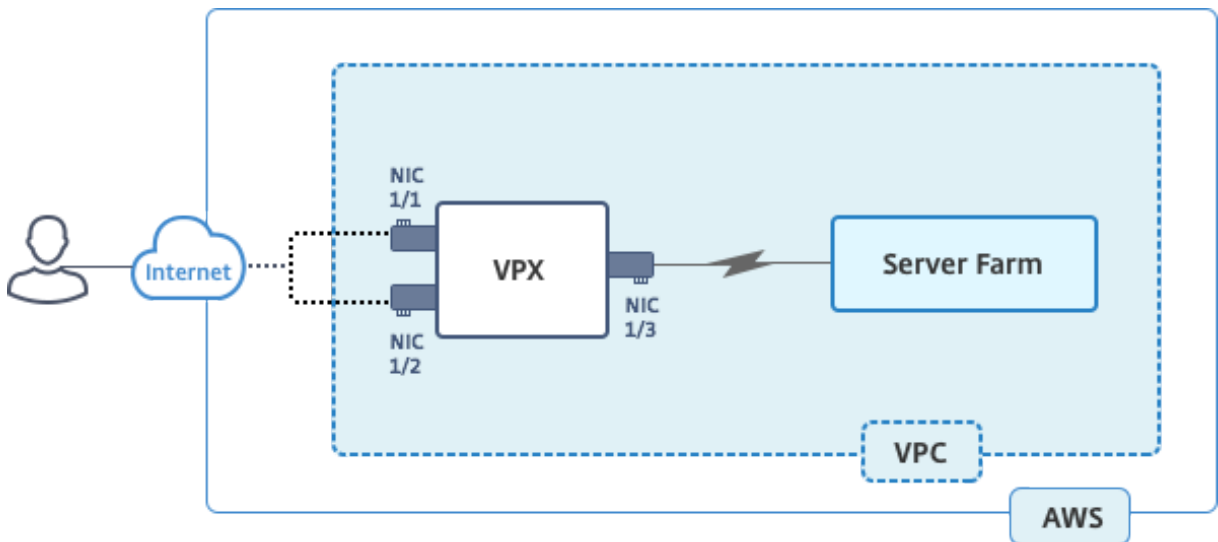 NIC
1/1
Internet
VPX
Server Farm
NIC
1/3
NIC
1/2
VPC
AWS